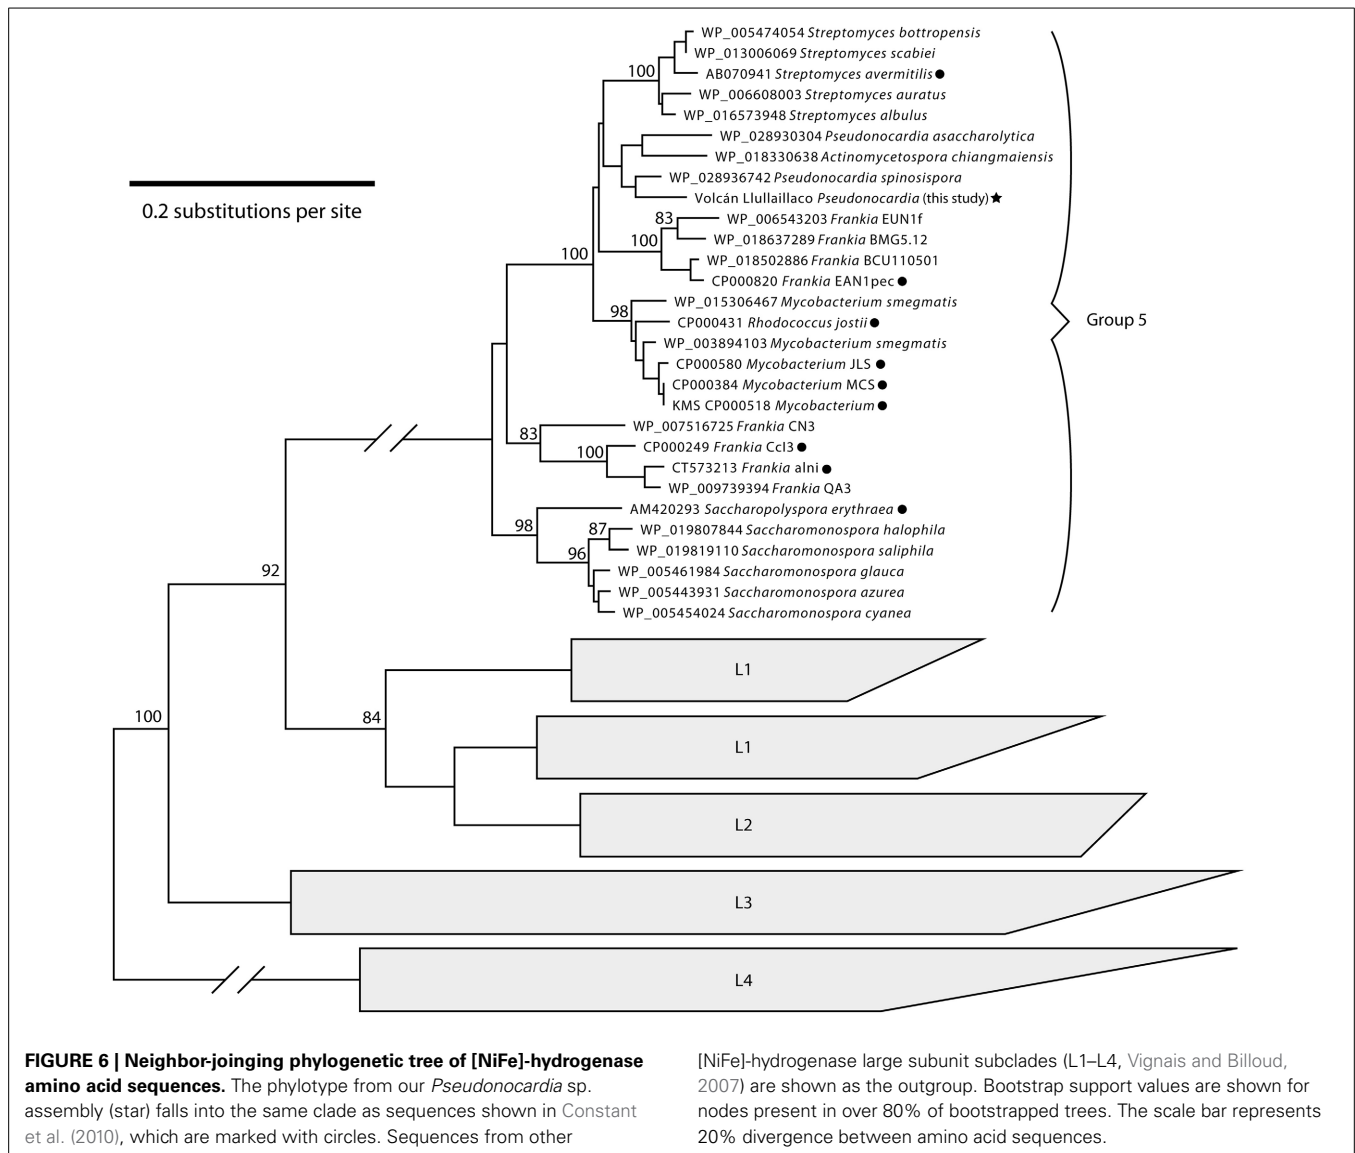 WP_005474054 Streptomyces bottropensis
WP_013006069 Streptomyces scabiei
100
AB070941 Streptomyces avermitilis ●
WP_006608003 Streptomyces auratus
WP_016573948 Streptomyces albulus
WP_028930304 Pseudonocardia asaccharolytica
WP_018330638 Actinomycetospora chiangmaiensis
WP_028936742 Pseudonocardia spinosispora
Volcán Llullaillaco Pseudonocardia (this study) ★
0.2 substitutions per site
83
WP_006543203 Frankia EUN1f
100
WP_018637289 Frankia BMG5.12
100
WP_018502886 Frankia BCU110501
CP000820 Frankia EAN1pec ●
WP_015306467 Mycobacterium smegmatis
98
CP000431 Rhodococcus jostii ●
Group 5
WP_003894103 Mycobacterium smegmatis
CP000580 Mycobacterium JLS ●
CP000384 Mycobacterium MCS ●
KMS CP000518 Mycobacterium ●
WP_007516725 Frankia CN3
83
100
CP000249 Frankia CcI3 ●
CT573213 Frankia alni ●
WP_009739394 Frankia QA3
AM420293 Saccharopolyspora erythraea ●
98
87
WP_019807844 Saccharomonospora halophila
96
WP_019819110 Saccharomonospora saliphila
92
WP_005461984 Saccharomonospora glauca
WP_005443931 Saccharomonospora azurea
WP_005454024 Saccharomonospora cyanea
L1
100
84
L1
L2
L3
L4
FIGURE 6 | Neighbor-joinging phylogenetic tree of [NiFe]-hydrogenase
amino acid sequences. The phylotype from our Pseudonocardia sp.
assembly (star) falls into the same clade as sequences shown in Constant
et al. (2010), which are marked with circles. Sequences from other
[NiFe]-hydrogenase large subunit subclades (L1–L4, Vignais and Billoud,
2007) are shown as the outgroup. Bootstrap support values are shown for
nodes present in over 80% of bootstrapped trees. The scale bar represents
20% divergence between amino acid sequences.